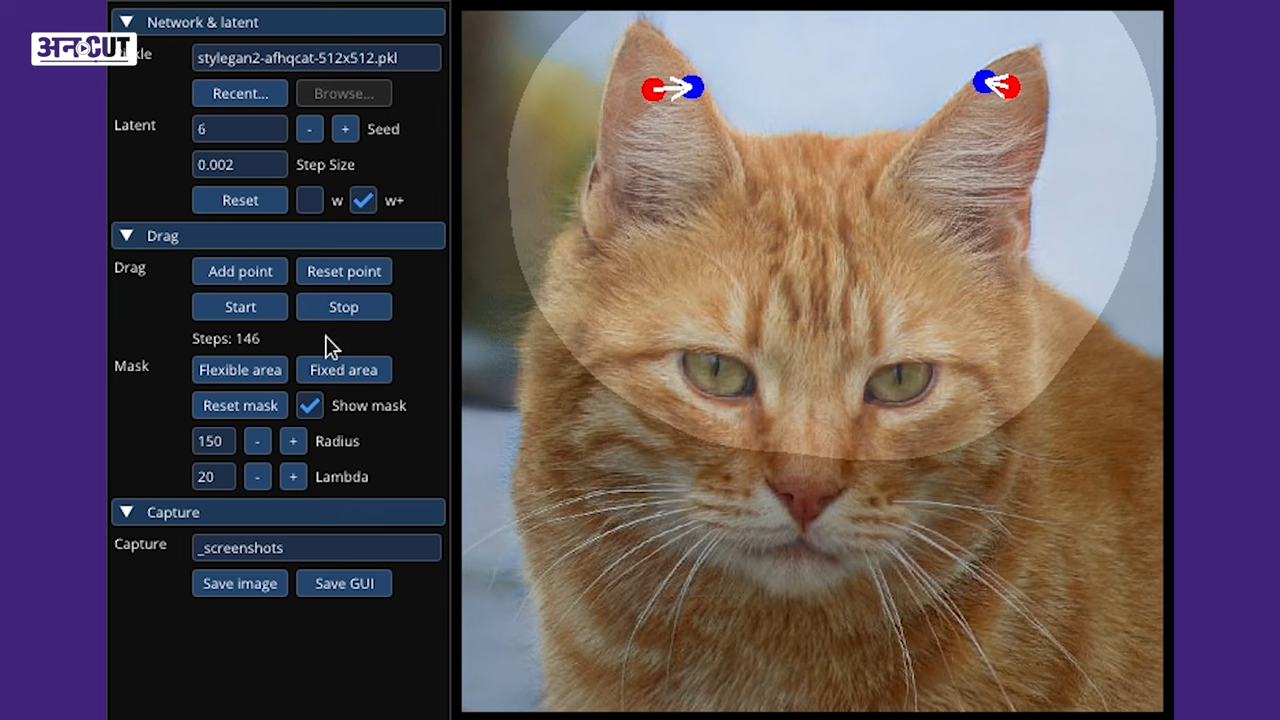 Network & latent
अनCUT
stylegan2-afhqcat-512x512.pkl
Recent... Browse...
Latent 6 - + Seed
0.002 Step Size
Reset w w+
Drag
Drag Add point Reset point
Start Stop
Steps: 146
Mask Flexible area Fixed area
Reset mask Show mask
150 - + Radius
20 - + Lambda
Capture
Capture _screenshots
Save image Save GUI